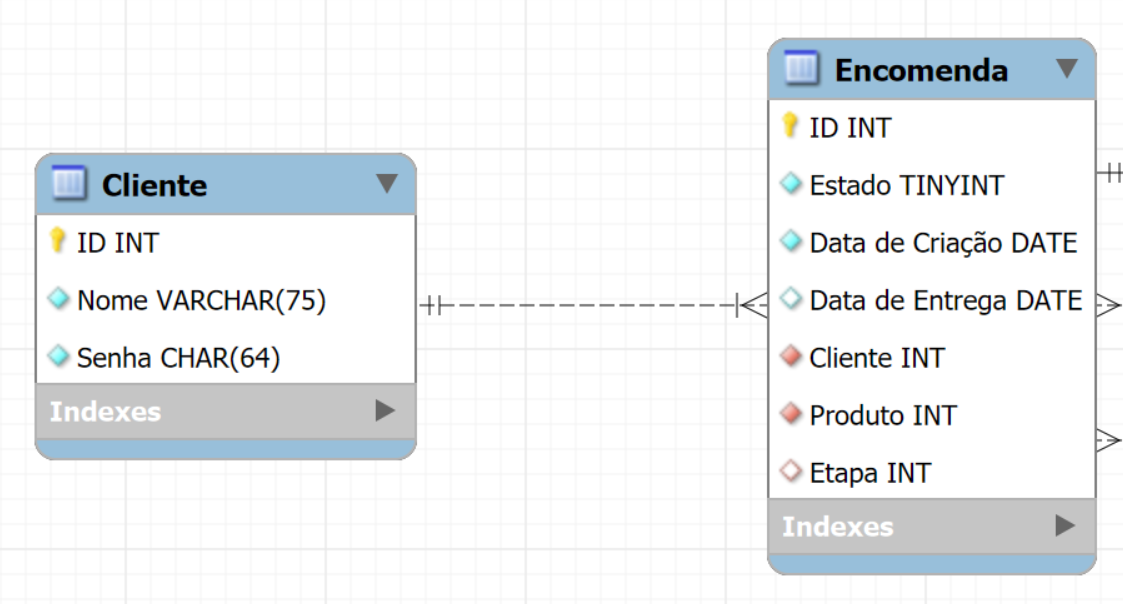 Cliente
ID INT
Nome VARCHAR(75)
Senha CHAR(64)
Indexes
Encomenda
ID INT
Estado TINYINT
Data de Criação DATE
Data de Entrega DATE
Cliente INT
Produto INT
Etapa INT
Indexes